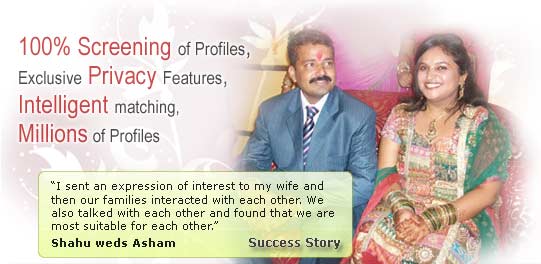 100% Screening of Profiles,
Exclusive Privacy Features,
Intelligent matching,
Millions of Profiles
“I sent an expression of interest to my wife and
then our families interacted with each other. We
also talked with each other and found that we are
most suitable for each other.”
Shahu weds Asham Success Story